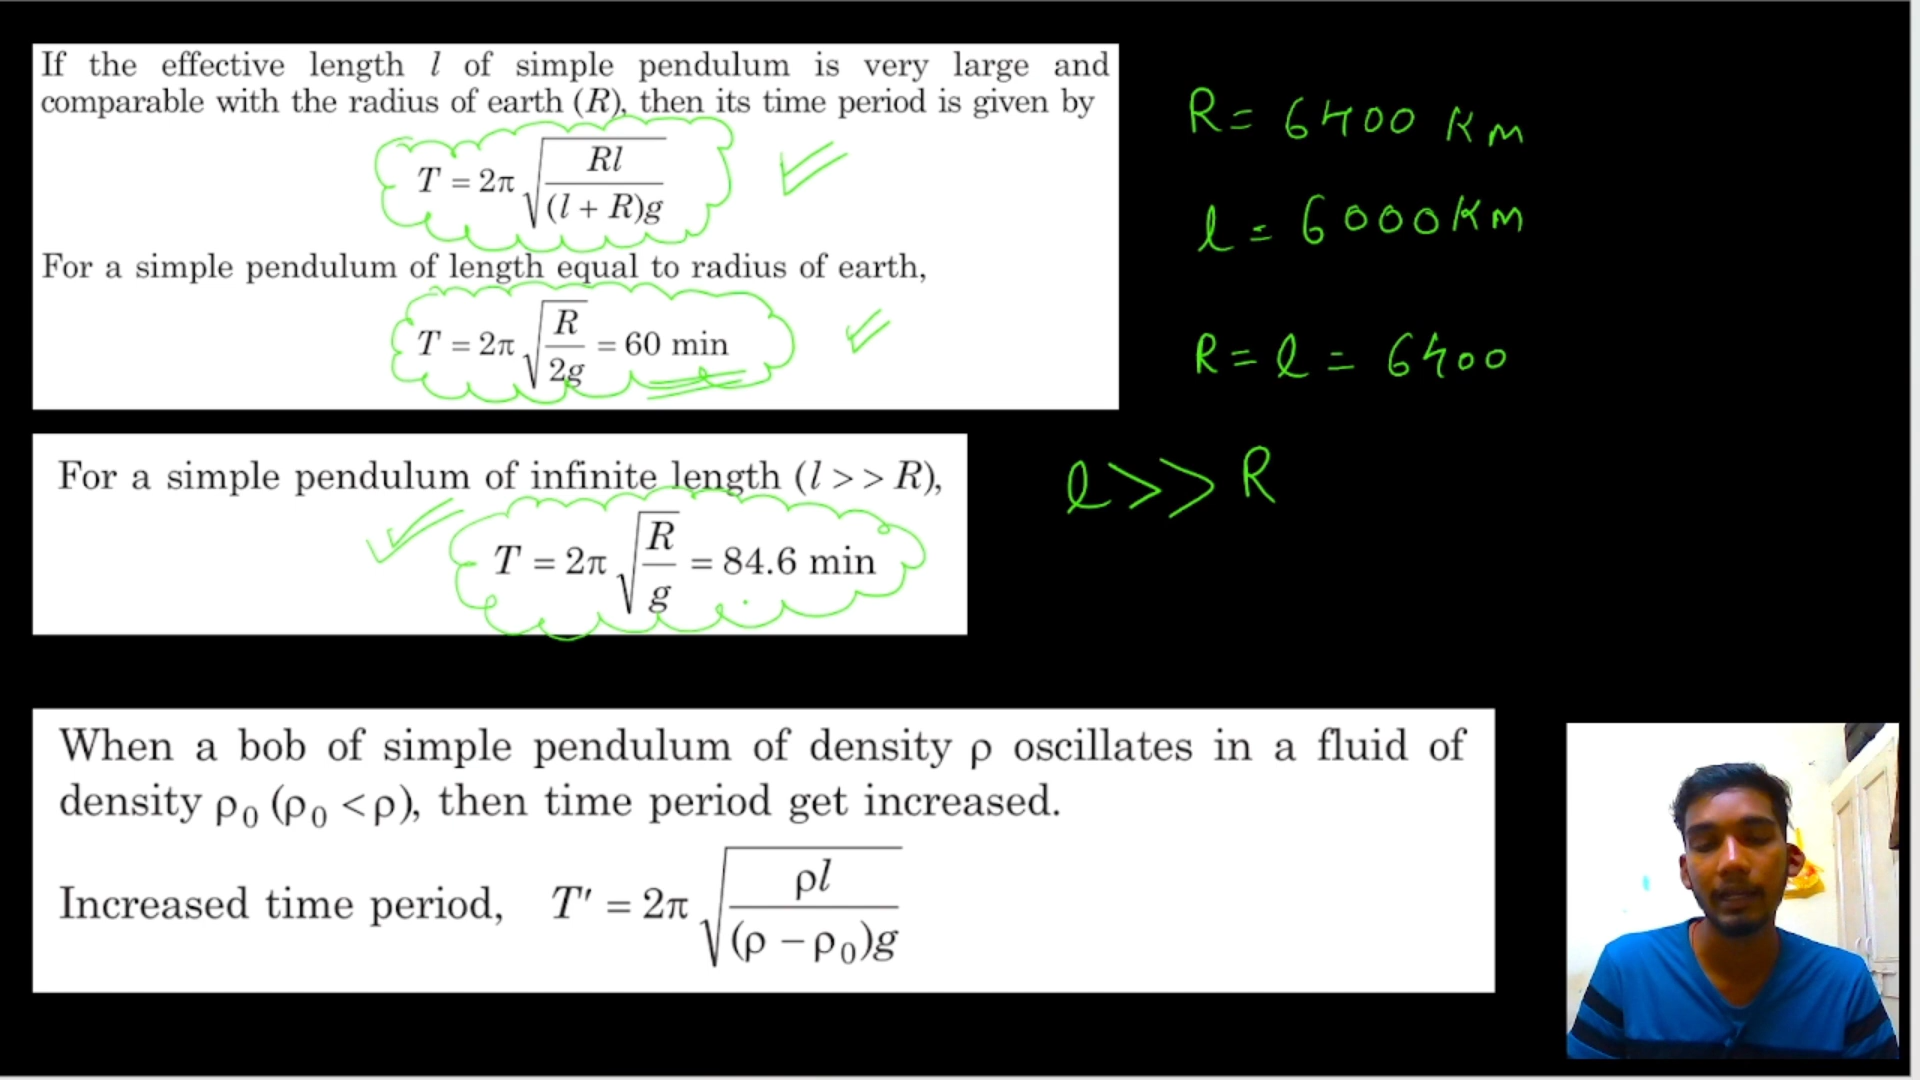 If the effective length l of simple pendulum is very large and
comparable with the radius of earth (R), then its time period is given by
T = 2π √(Rl / (l + R)g)
For a simple pendulum of length equal to radius of earth,
T = 2π √(R / 2g) = 60 min
R = 6400 Km
l = 6000 Km
R = l = 6400
For a simple pendulum of infinite length (l >> R),
T = 2π √(R / g) = 84.6 min
l >> R
When a bob of simple pendulum of density ρ oscillates in a fluid of
density ρ₀ (ρ₀ < ρ), then time period get increased.
Increased time period, T′ = 2π √(ρl / (ρ − ρ₀)g)